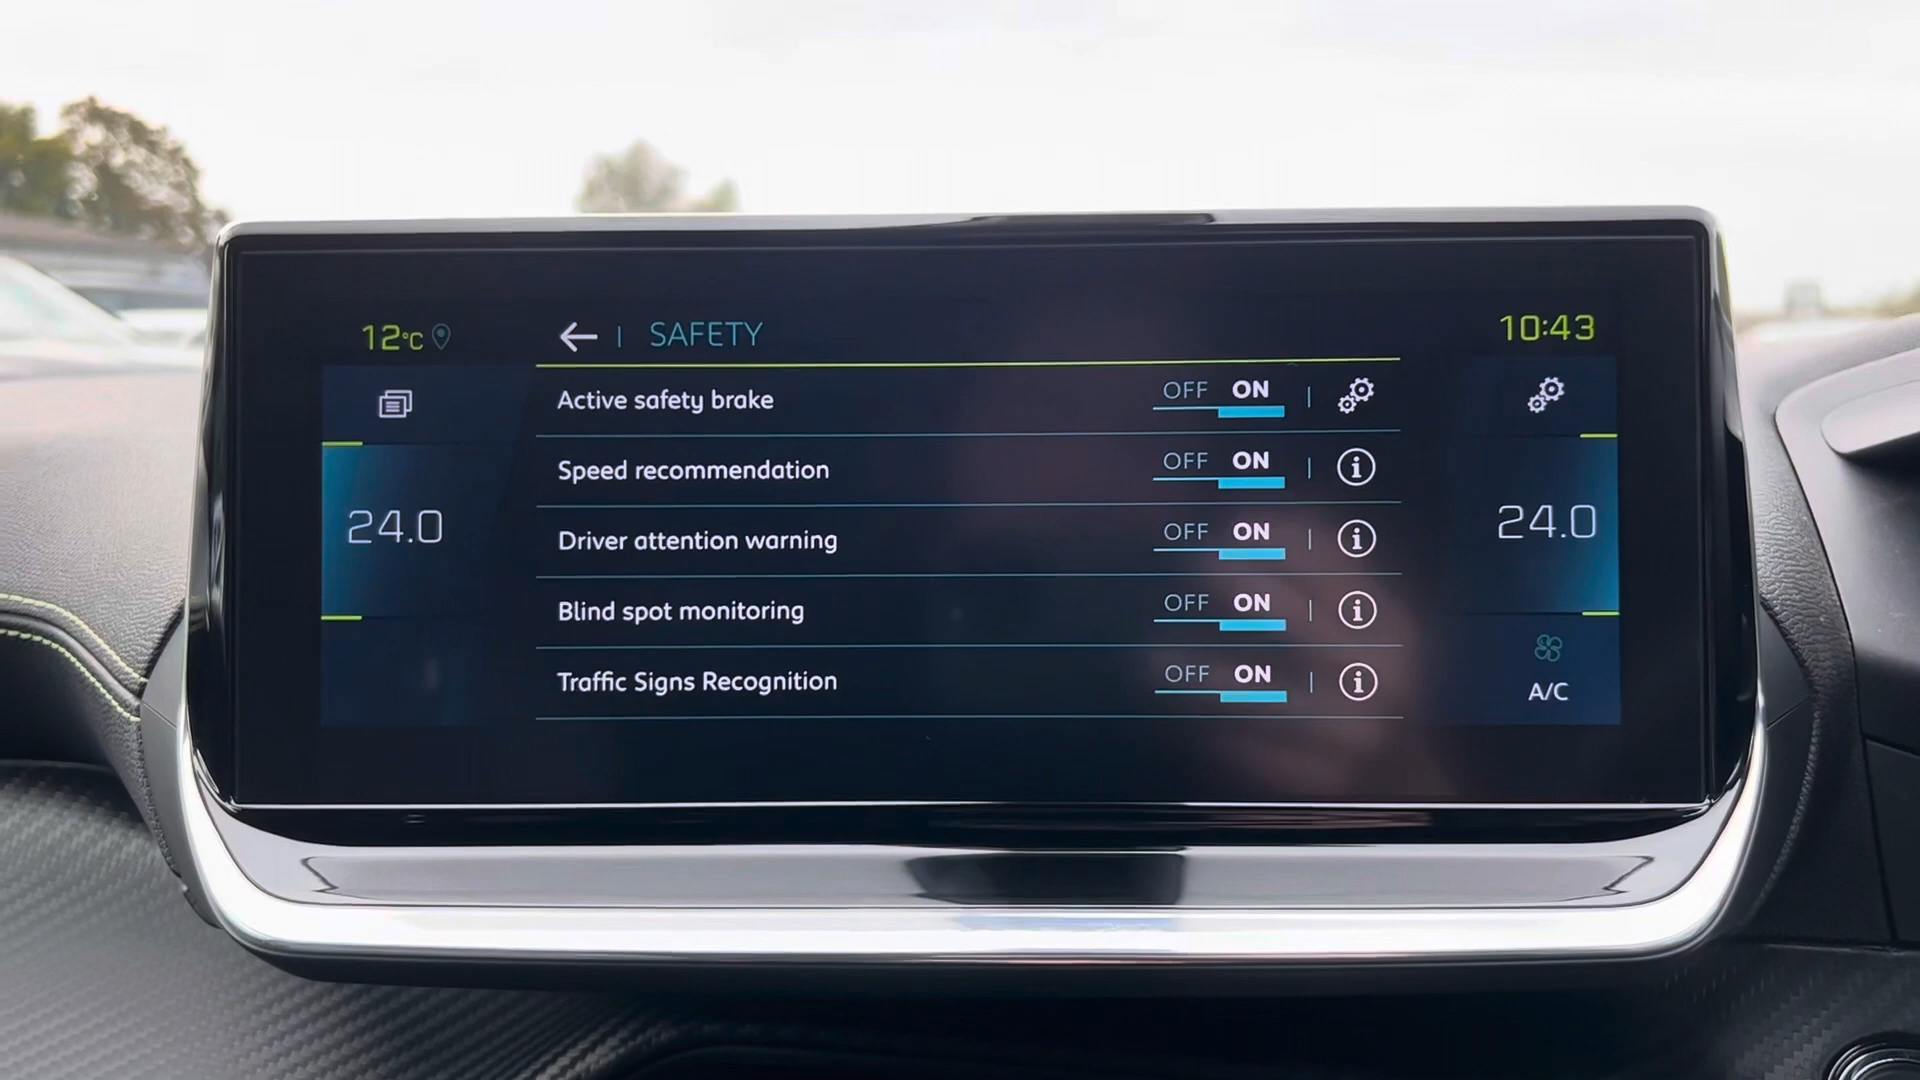 12°C
SAFETY
10:43
Active safety brake OFF ON
Speed recommendation OFF ON
24.0
24.0
Driver attention warning OFF ON
Blind spot monitoring OFF ON
Traffic Signs Recognition OFF ON
A/C